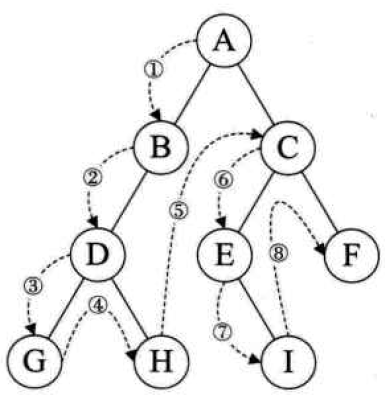 A
①
B
C
②
⑥
⑤
D
E
⑧
F
③
④
⑦
G
H
I